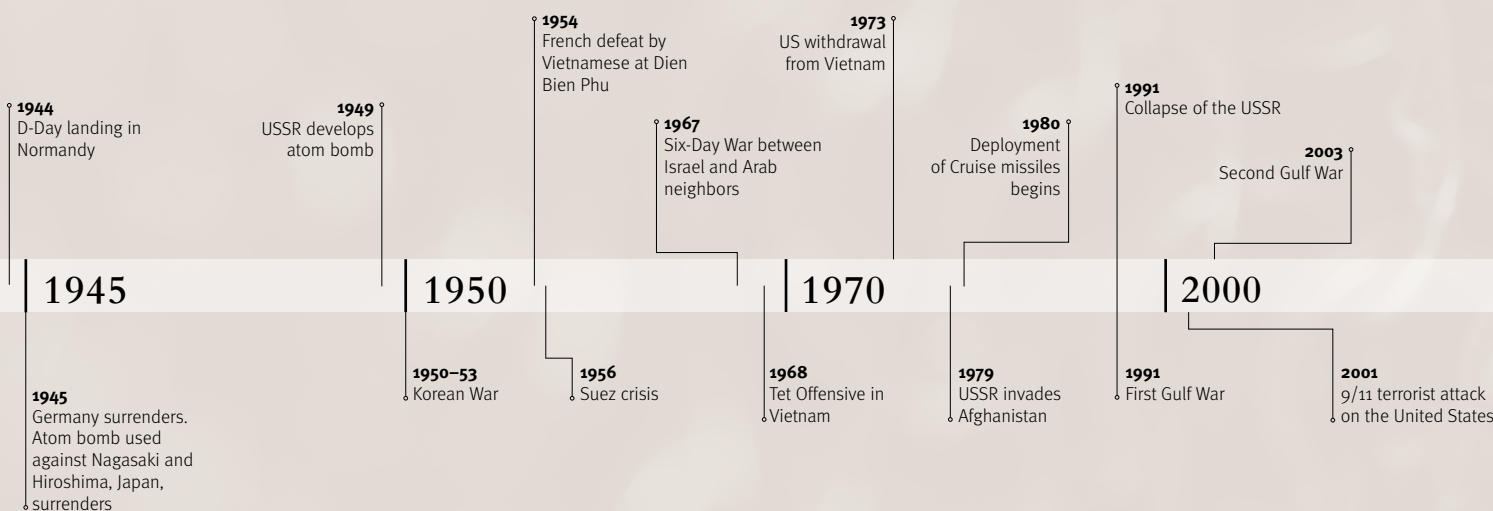 1944
D-Day landing in
Normandy
1949
USSR develops
atom bomb
1954
French defeat by
Vietnamese at Dien
Bien Phu
1967
Six-Day War between
Israel and Arab
neighbors
1973
US withdrawal
from Vietnam
1980
Deployment
of Cruise missiles
begins
1991
Collapse of the USSR
2003
Second Gulf War
1945
1950
1970
2000
1945
Germany surrenders.
Atom bomb used
against Nagasaki and
Hiroshima, Japan,
surrenders
1950–53
Korean War
1956
Suez crisis
1968
Tet Offensive in
Vietnam
1979
USSR invades
Afghanistan
1991
First Gulf War
2001
9/11 terrorist attack
on the United States